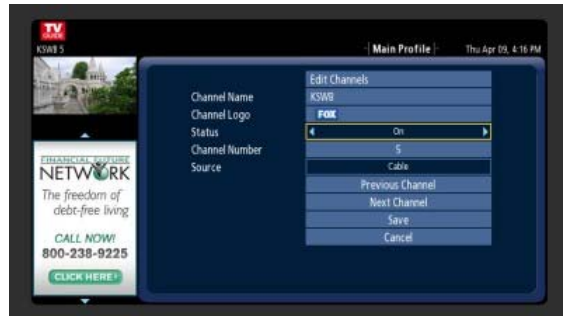 TV
GUIDE
KSWB 5
Main Profile
Thu Apr 09, 4:16 PM
Edit Channels
Channel Name
KSWB
Channel Logo
FOX
Status
On
Channel Number
5
Source
Cable
Previous Channel
Next Channel
Save
Cancel
FINANCIAL FUTURE
NETWORK
The freedom of
debt-free living
CALL NOW!
800-238-9225
CLICK HERE